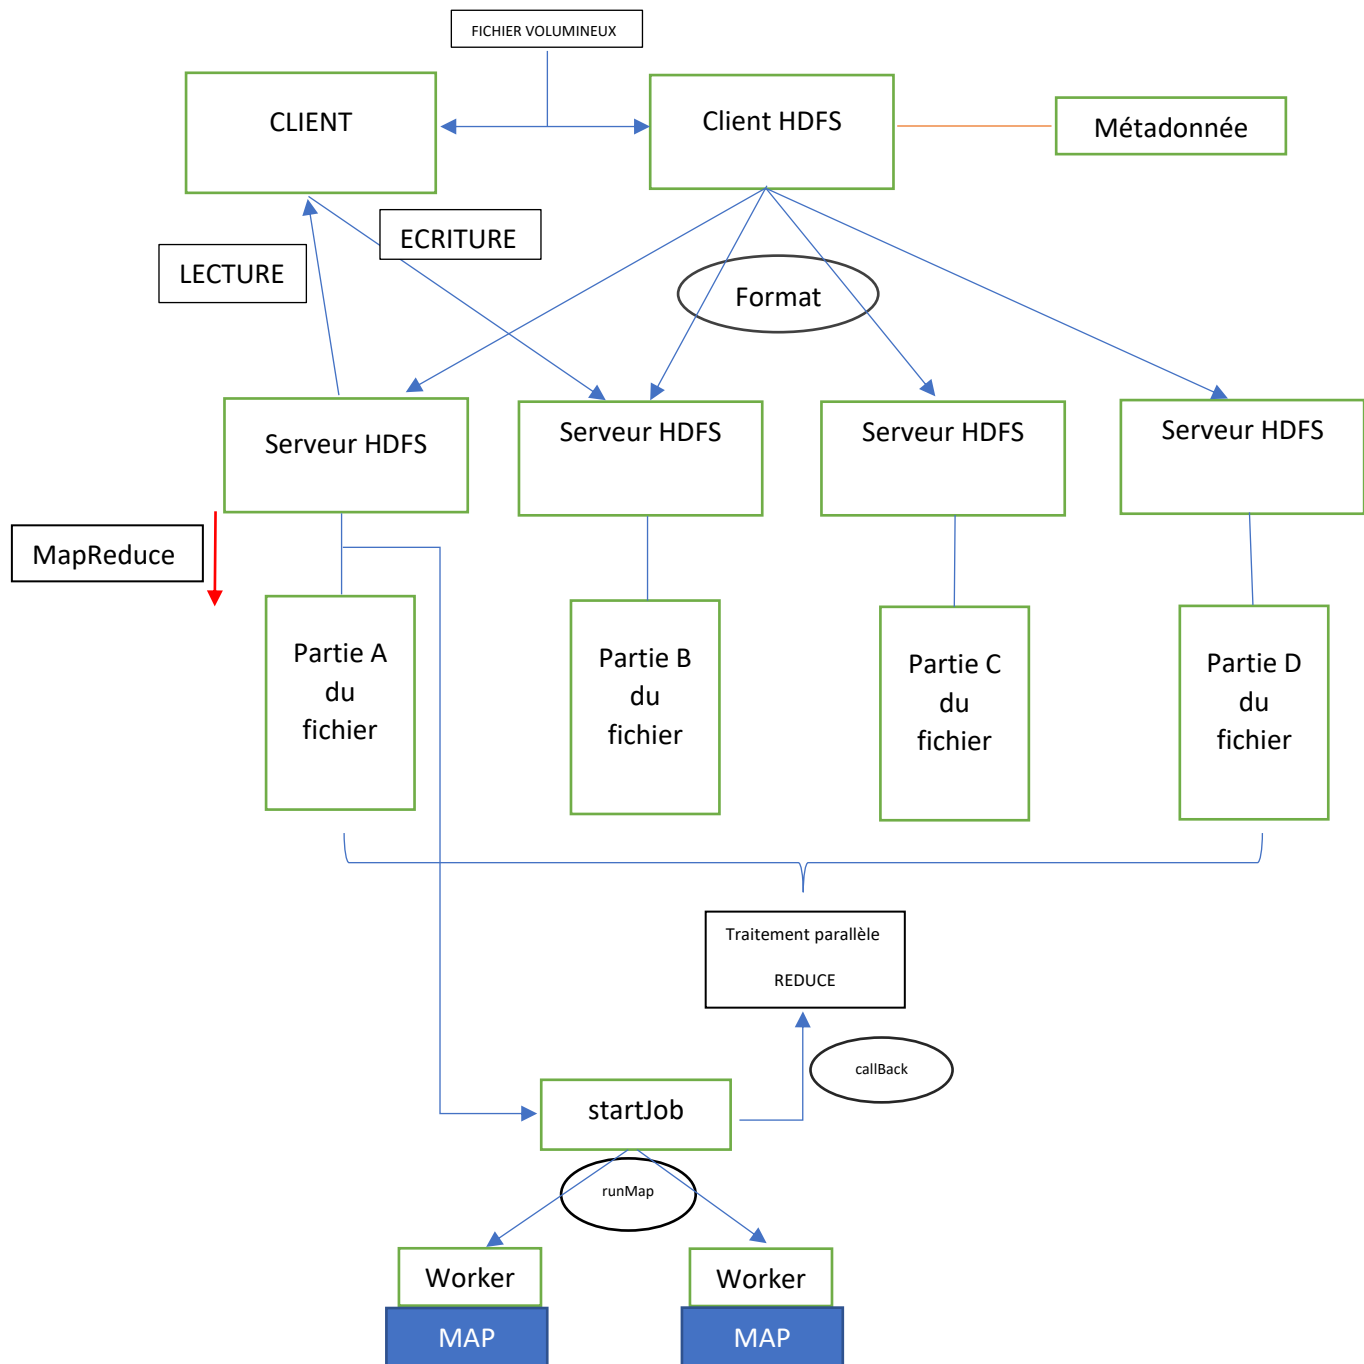 FICHIER VOLUMINEUX
CLIENT
Client HDFS
Métadonnée
ECRITURE
LECTURE
Format
Serveur HDFS
Serveur HDFS
Serveur HDFS
Serveur HDFS
MapReduce
Partie A
du
fichier
Partie B
du
fichier
Partie C
du
fichier
Partie D
du
fichier
Traitement parallèle
REDUCE
callBack
startJob
runMap
Worker
Worker
MAP
MAP